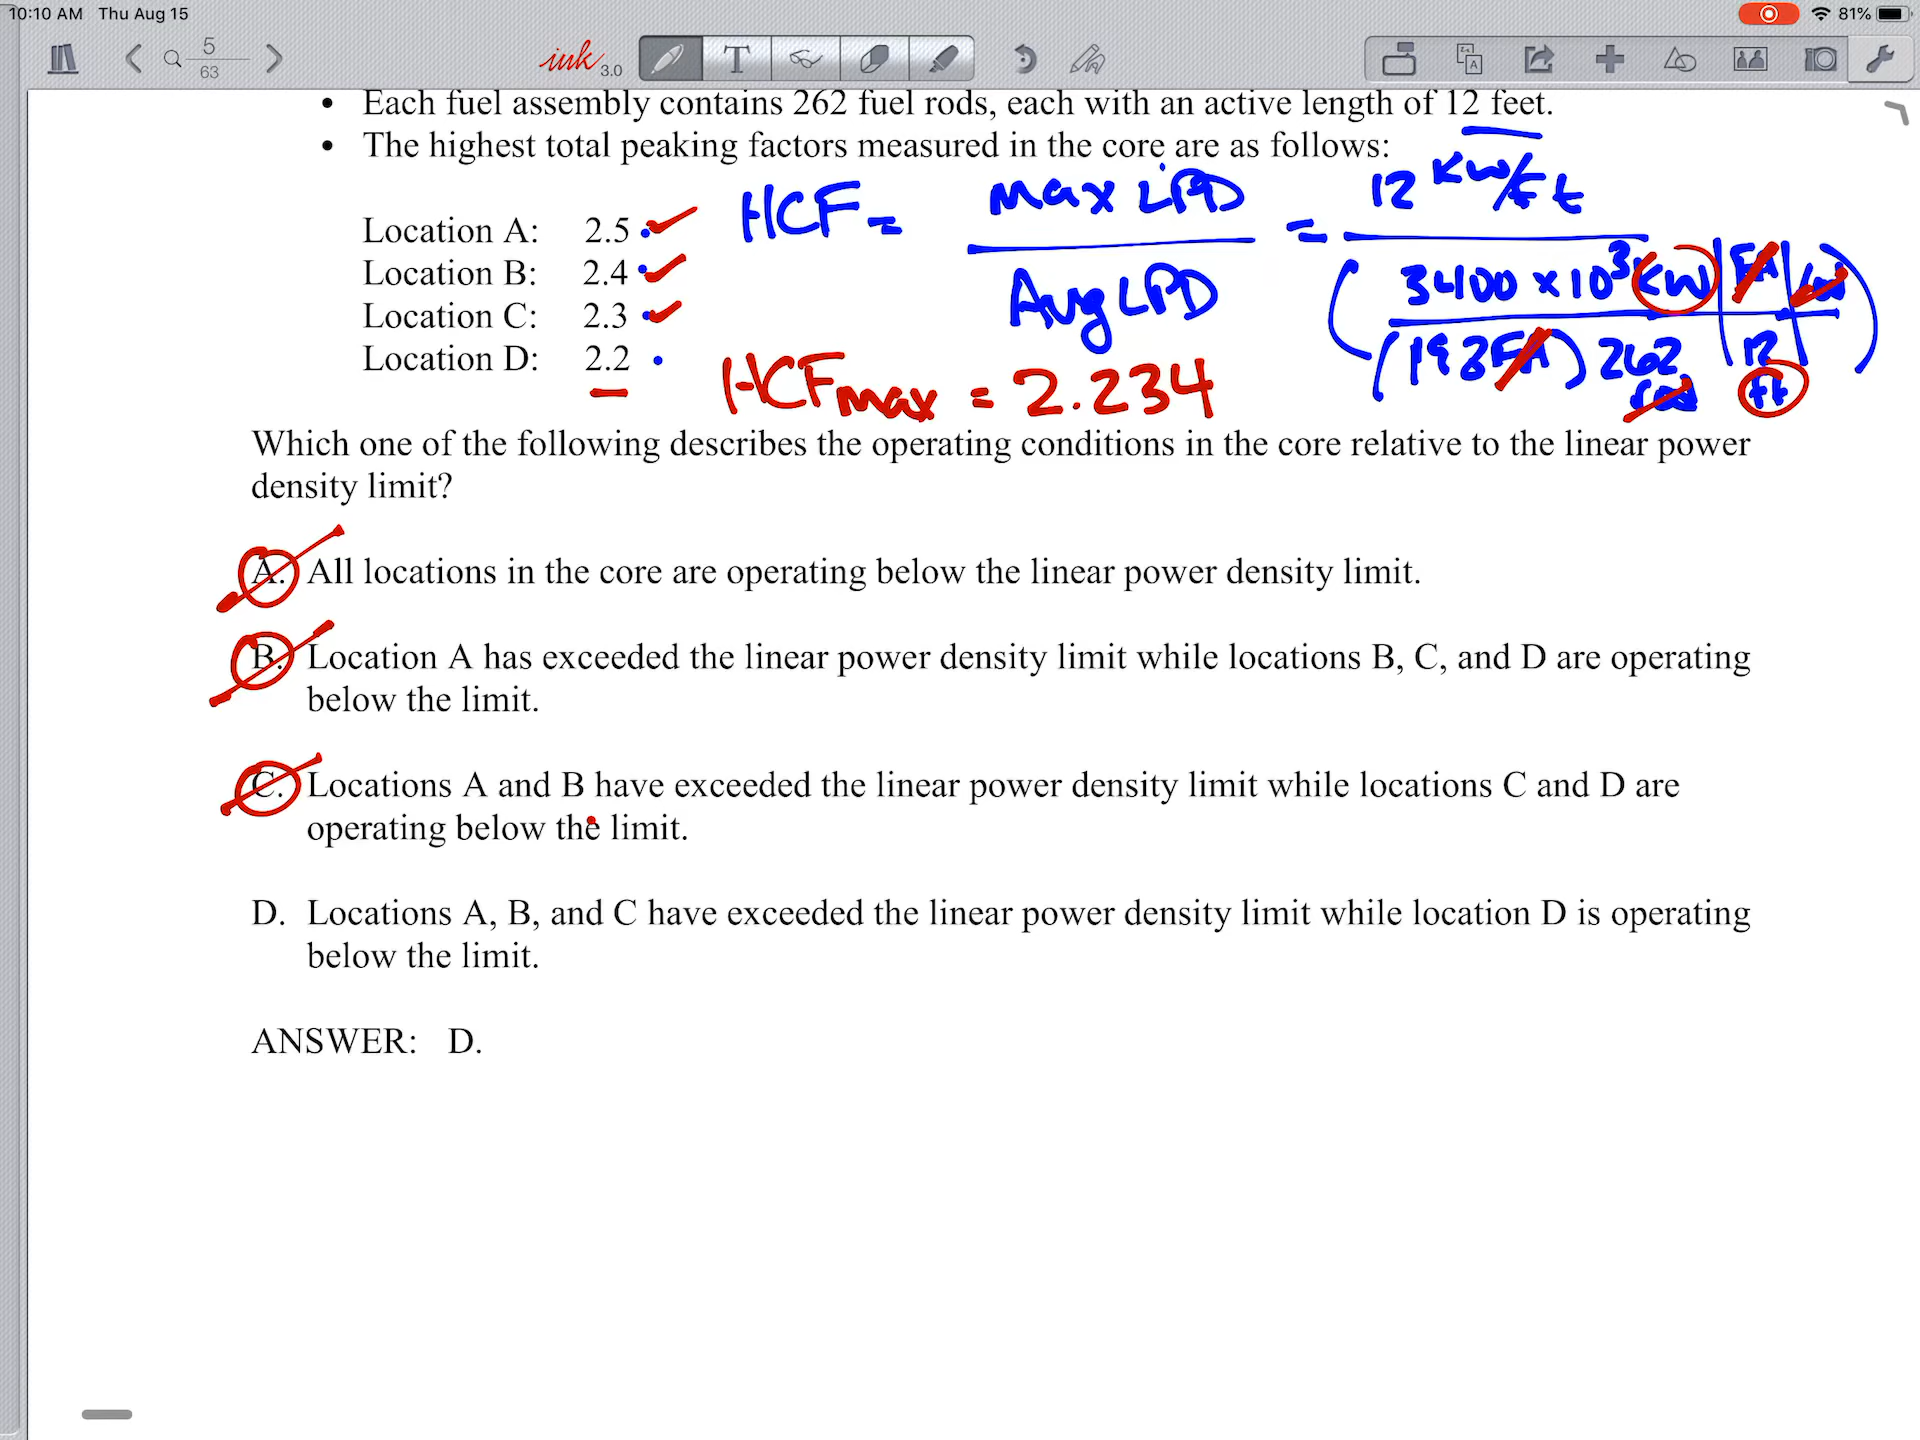 10:10 AM Thu Aug 15
81%
5
63
ink 3.0
T
• Each fuel assembly contains 262 fuel rods, each with an active length of 12 feet.
• The highest total peaking factors measured in the core are as follows:
Location A: 2.5
Location B: 2.4
Location C: 2.3
Location D: 2.2
HCF = max LPD / Avg LPD = 12 KW/ft
3400 x 10³ KW | FA | rod
(193 FA) 262 rod | 12 ft
HCFmax = 2.234
Which one of the following describes the operating conditions in the core relative to the linear power
density limit?
A. All locations in the core are operating below the linear power density limit.
B. Location A has exceeded the linear power density limit while locations B, C, and D are operating
below the limit.
C. Locations A and B have exceeded the linear power density limit while locations C and D are
operating below the limit.
D. Locations A, B, and C have exceeded the linear power density limit while location D is operating
below the limit.
ANSWER: D.